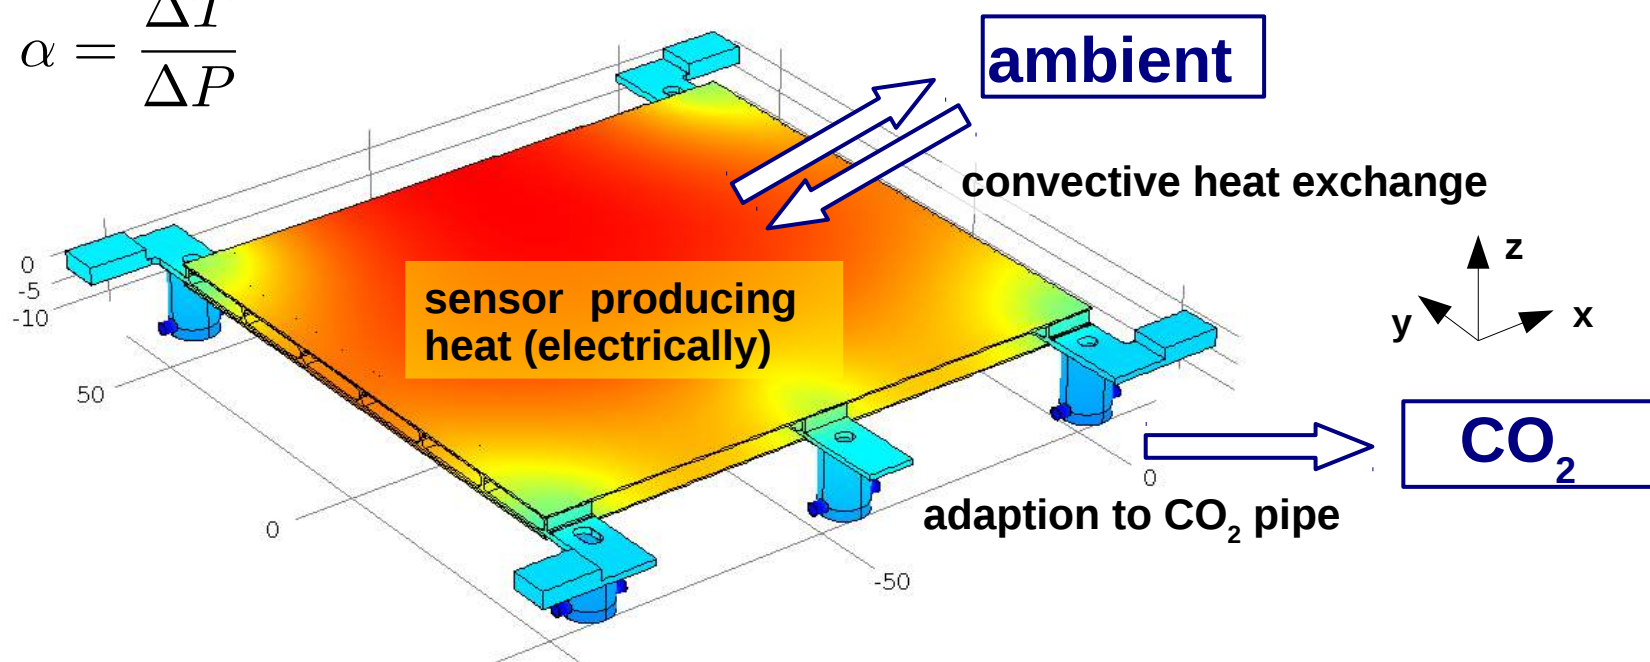 α = ΔT / ΔP
ambient
convective heat exchange
z
y
x
0
-5
-10
sensor producing
heat (electrically)
50
CO₂
0
adaption to CO₂ pipe
0
-50